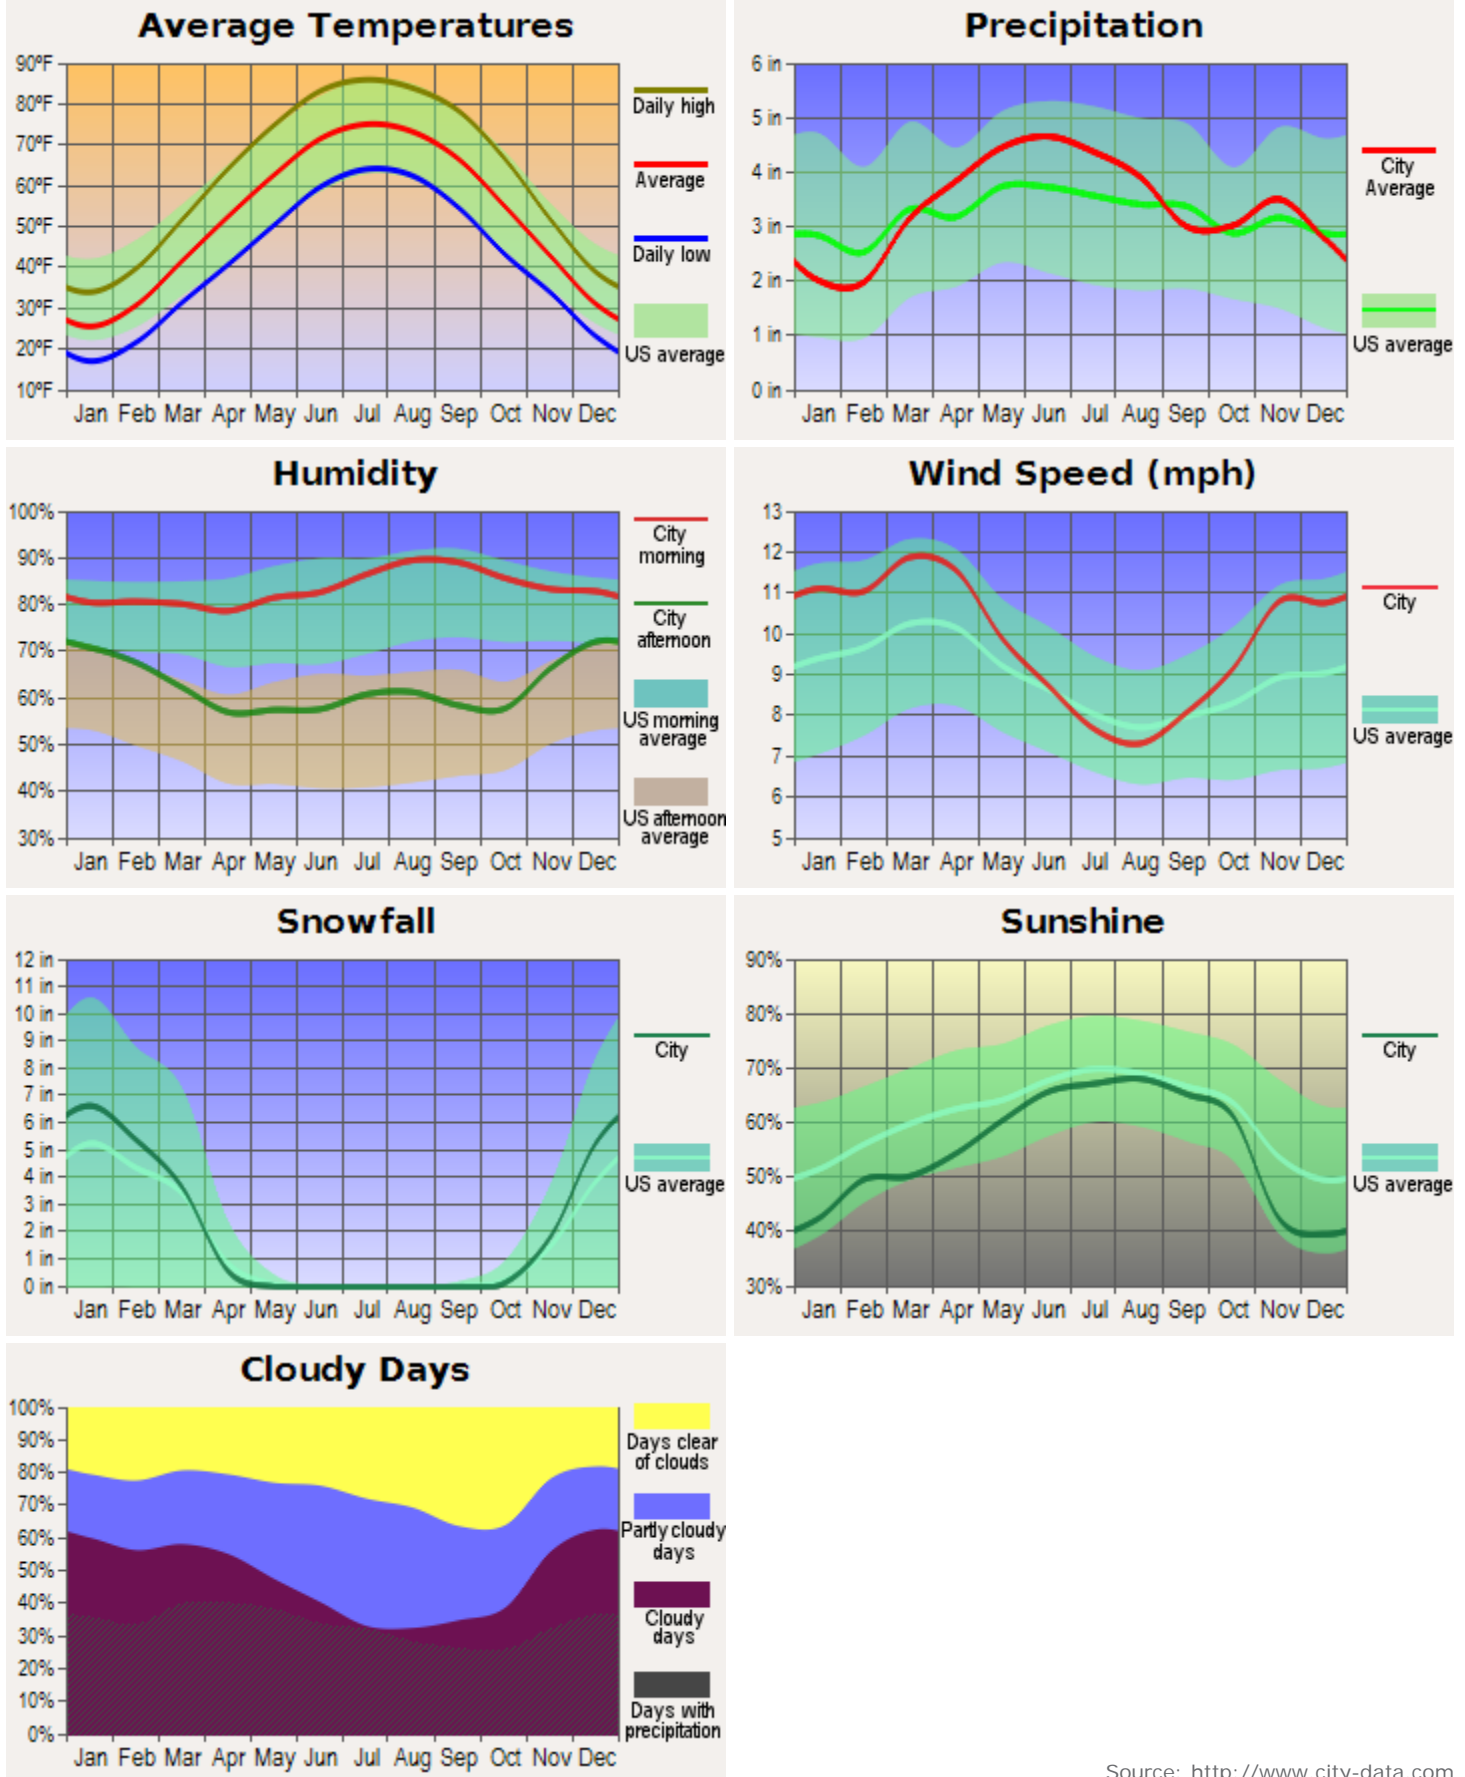 Average Temperatures
90ºF
80ºF
70ºF
60ºF
50ºF
40ºF
30ºF
20ºF
10ºF
Jan Feb Mar Apr May Jun Jul Aug Sep Oct Nov Dec
Daily high
Average
Daily low
US average
Precipitation
6 in
5 in
4 in
3 in
2 in
1 in
0 in
Jan Feb Mar Apr May Jun Jul Aug Sep Oct Nov Dec
City
Average
US average
Humidity
100%
90%
80%
70%
60%
50%
40%
30%
Jan Feb Mar Apr May Jun Jul Aug Sep Oct Nov Dec
City
morning
City
afternoon
US morning
average
US afternoon
average
Wind Speed (mph)
13
12
11
10
9
8
7
6
5
Jan Feb Mar Apr May Jun Jul Aug Sep Oct Nov Dec
City
US average
Snowfall
12 in
11 in
10 in
9 in
8 in
7 in
6 in
5 in
4 in
3 in
2 in
1 in
0 in
Jan Feb Mar Apr May Jun Jul Aug Sep Oct Nov Dec
City
US average
Sunshine
90%
80%
70%
60%
50%
40%
30%
Jan Feb Mar Apr May Jun Jul Aug Sep Oct Nov Dec
City
US average
Cloudy Days
100%
90%
80%
70%
60%
50%
40%
30%
20%
10%
0%
Jan Feb Mar Apr May Jun Jul Aug Sep Oct Nov Dec
Days clear
of clouds
Partly cloudy
days
Cloudy
days
Days with
precipitation
Source: http://www.city-data.com